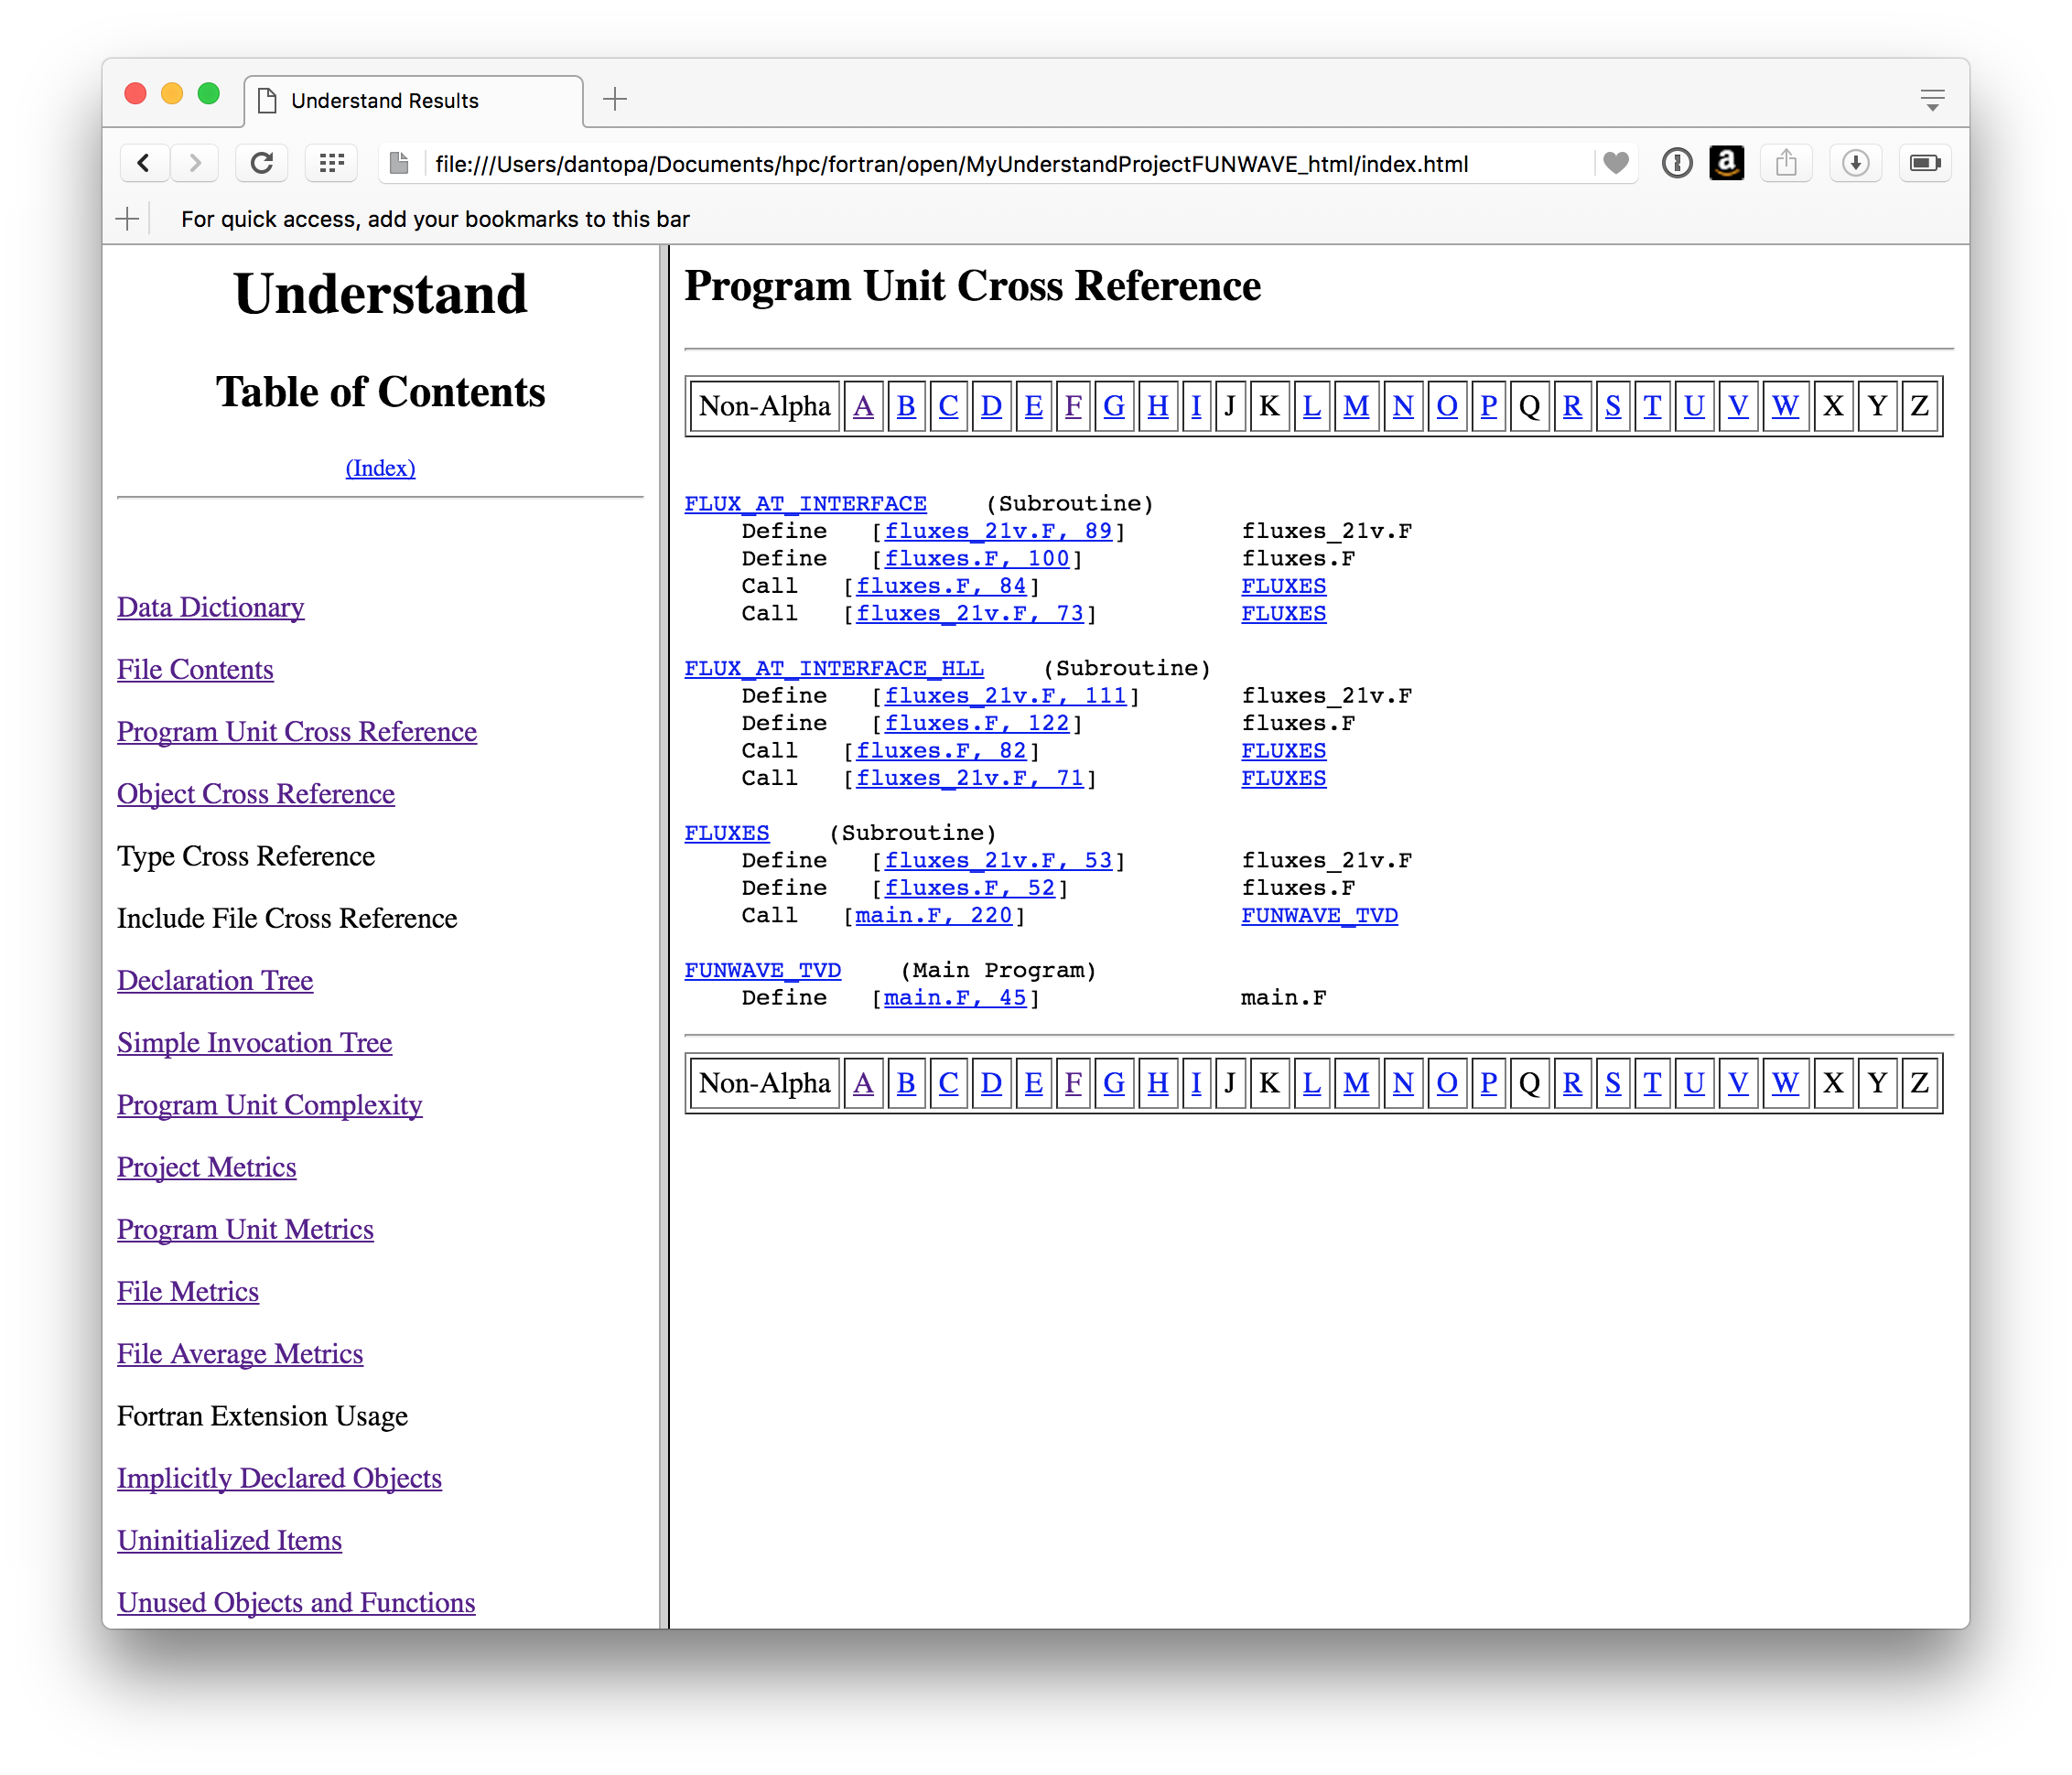 Understand Results
file:///Users/dantopa/Documents/hpc/fortran/open/MyUnderstandProjectFUNWAVE_html/index.html
a
For quick access, add your bookmarks to this bar
Understand
Table of Contents
(Index)
Data Dictionary
File Contents
Program Unit Cross Reference
Object Cross Reference
Type Cross Reference
Include File Cross Reference
Declaration Tree
Simple Invocation Tree
Program Unit Complexity
Project Metrics
Program Unit Metrics
File Metrics
File Average Metrics
Fortran Extension Usage
Implicitly Declared Objects
Uninitialized Items
Unused Objects and Functions
Program Unit Cross Reference
Non-Alpha A B C D E F G H I J K L M N O P Q R S T U V W X Y Z
FLUX_AT_INTERFACE (Subroutine)
Define [fluxes_21v.F, 89] fluxes_21v.F
Define [fluxes.F, 100] fluxes.F
Call [fluxes.F, 84] FLUXES
Call [fluxes_21v.F, 73] FLUXES
FLUX_AT_INTERFACE_HLL (Subroutine)
Define [fluxes_21v.F, 111] fluxes_21v.F
Define [fluxes.F, 122] fluxes.F
Call [fluxes.F, 82] FLUXES
Call [fluxes_21v.F, 71] FLUXES
FLUXES (Subroutine)
Define [fluxes_21v.F, 53] fluxes_21v.F
Define [fluxes.F, 52] fluxes.F
Call [main.F, 220] FUNWAVE_TVD
FUNWAVE_TVD (Main Program)
Define [main.F, 45] main.F
Non-Alpha A B C D E F G H I J K L M N O P Q R S T U V W X Y Z